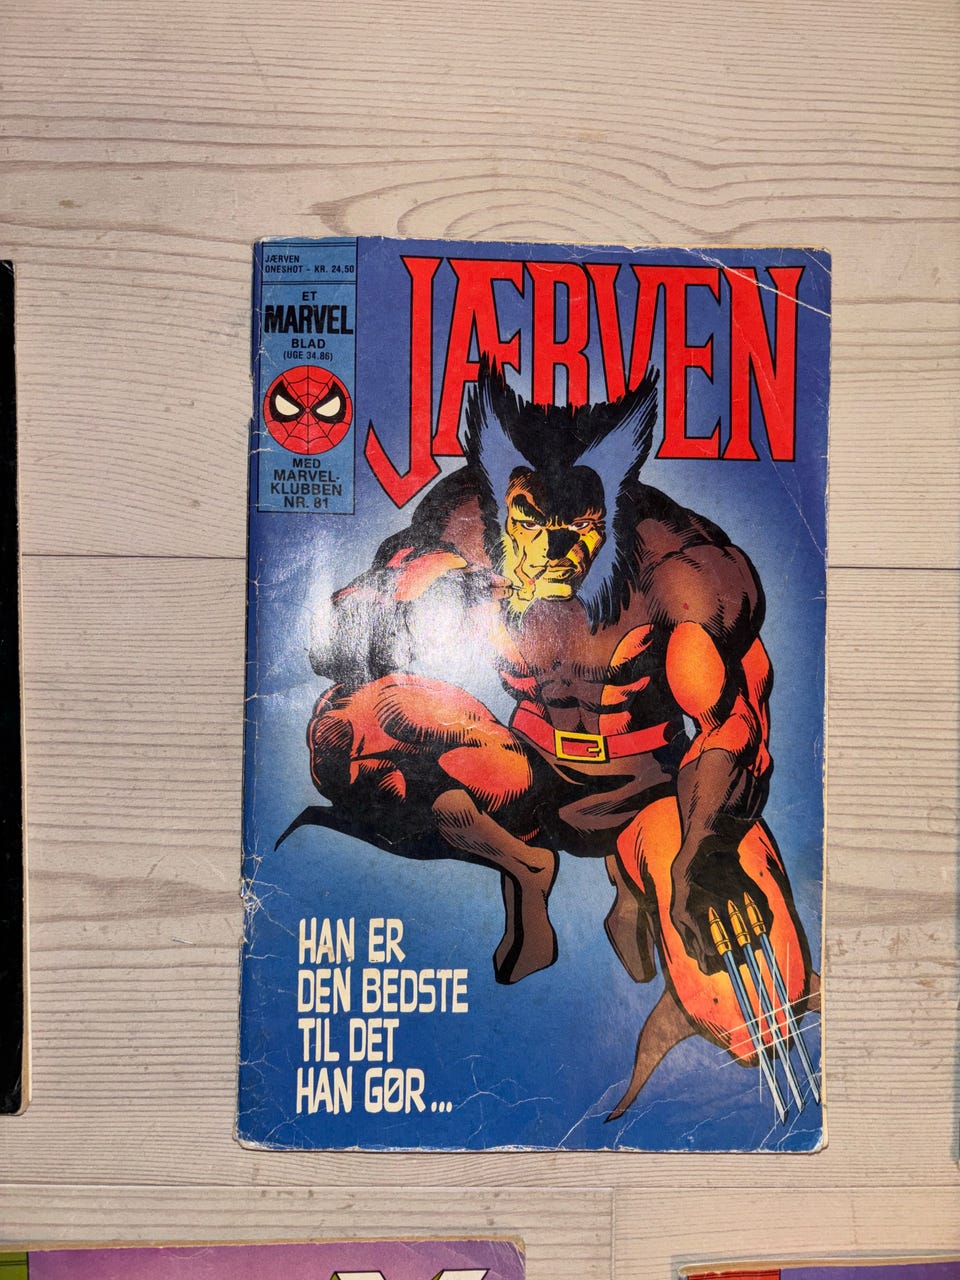 JÆRVEN
ONESHOT - KR. 24,50
ET
MARVEL
BLAD
(UGE 34.86)
MED
MARVEL-
KLUBBEN
NR. 81
JÆRVEN
HAN ER
DEN BEDSTE
TIL DET
HAN GØR...